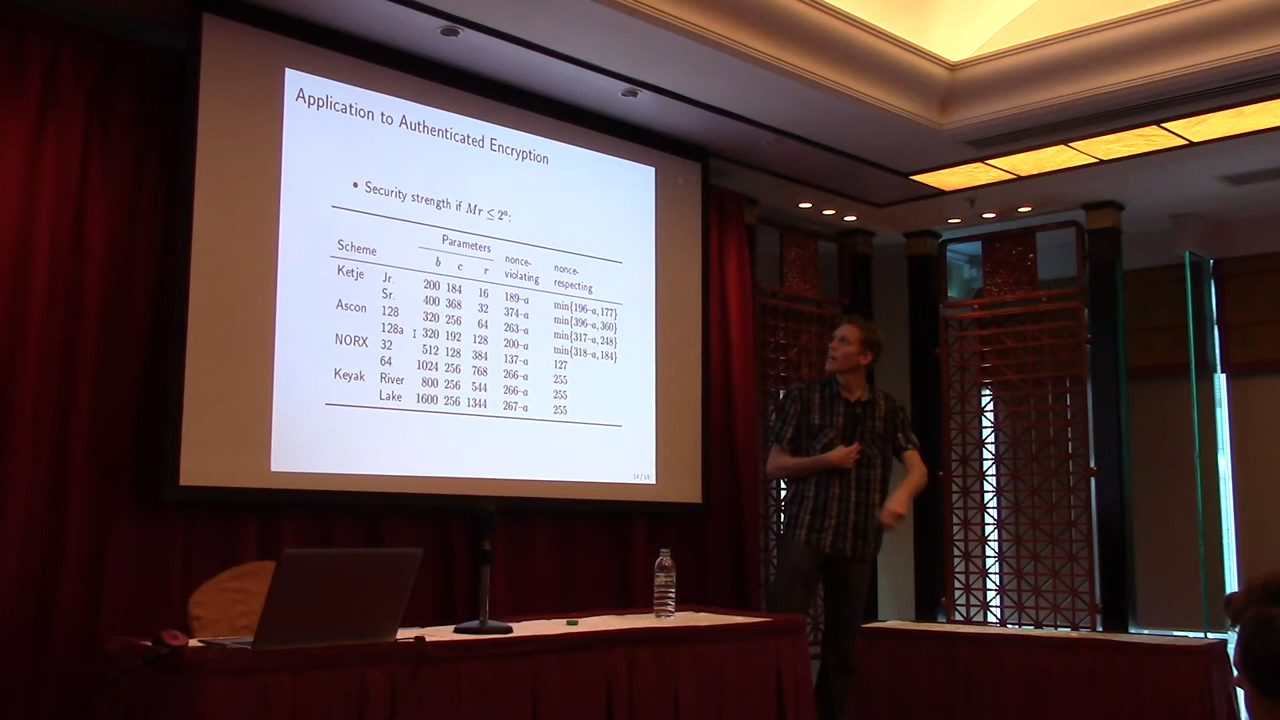 Application to Authenticated Encryption
• Security strength if Mr ≤ 2ᵃ:
Scheme Parameters nonce-violating nonce-respecting
b c r
Ketje Jr. 200 184 16 189–a min{196–a, 177}
Sr. 400 368 32 374–a min{396–a, 360}
Ascon 128 320 256 64 263–a min{317–a, 248}
128a 320 192 128 200–a min{318–a, 184}
NORX 32 512 128 384 137–a 127
64 1024 256 768 266–a 255
Keyak River 800 256 544 266–a 255
Lake 1600 256 1344 267–a 255
14 / 15